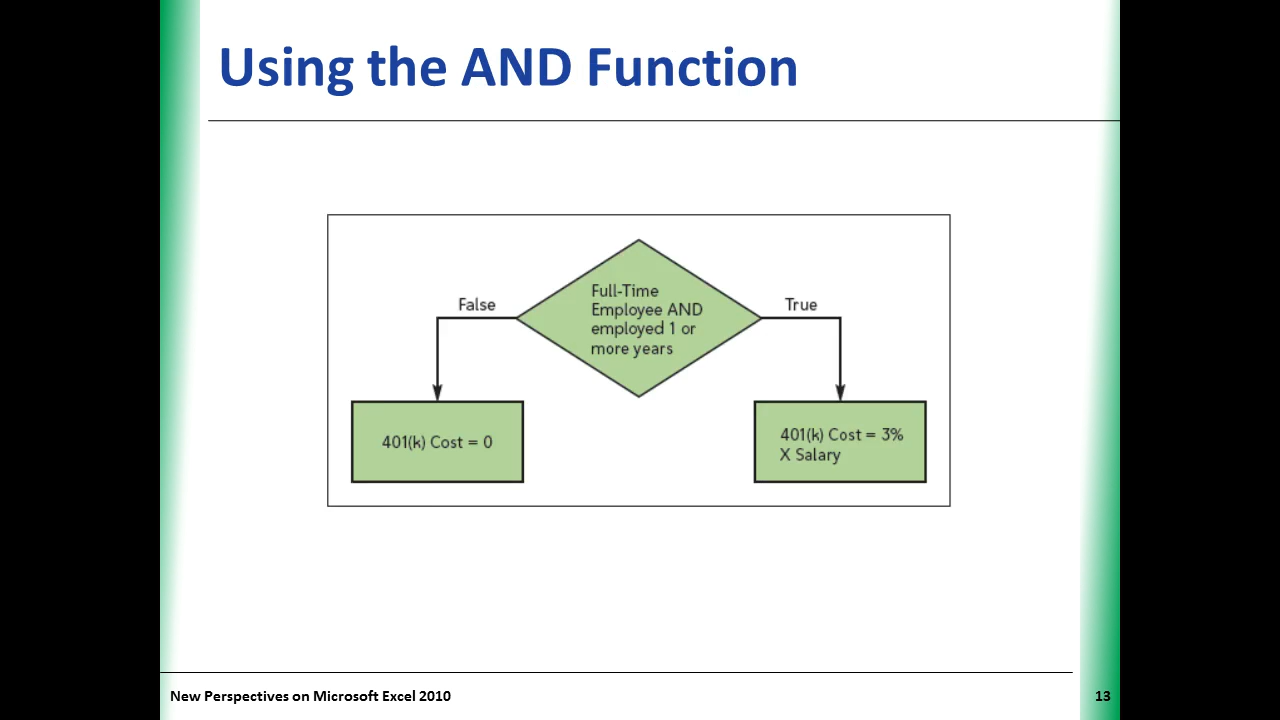 Using the AND Function
False
Full-Time
Employee AND
employed 1 or
more years
True
401(k) Cost = 0
401(k) Cost = 3%
X Salary
New Perspectives on Microsoft Excel 2010
13